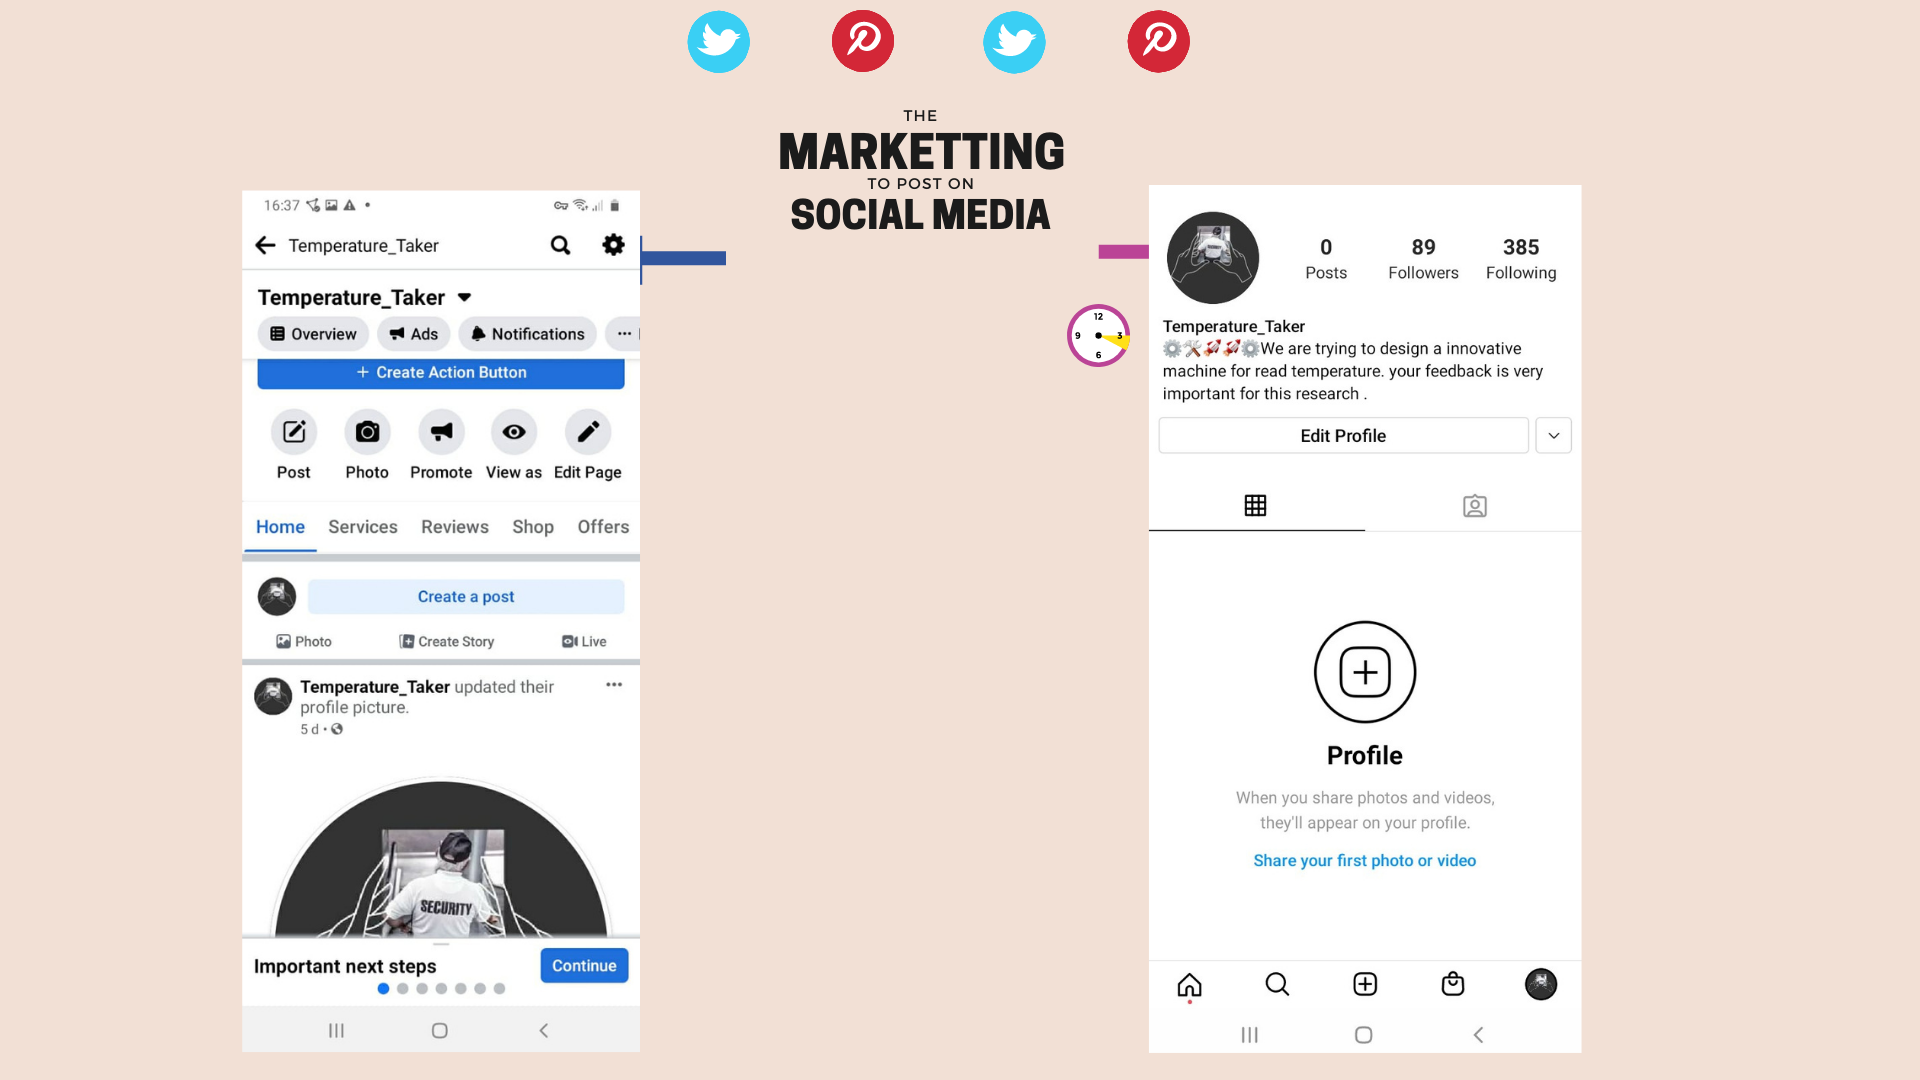 THE
MARKETTING
TO POST ON
SOCIAL MEDIA
16:37
Temperature_Taker
Temperature_Taker
Overview
Ads
Notifications
+ Create Action Button
Post
Photo
Promote
View as
Edit Page
Home
Services
Reviews
Shop
Offers
Create a post
Photo
Create Story
Live
Temperature_Taker updated their
profile picture.
5 d
SECURITY
Important next steps
Continue
12
3
6
9
0
Posts
89
Followers
385
Following
Temperature_Taker
⚙️🛠️🚀🚀⚙️We are trying to design a innovative
machine for read temperature. your feedback is very
important for this research .
Edit Profile
Profile
When you share photos and videos,
they'll appear on your profile.
Share your first photo or video